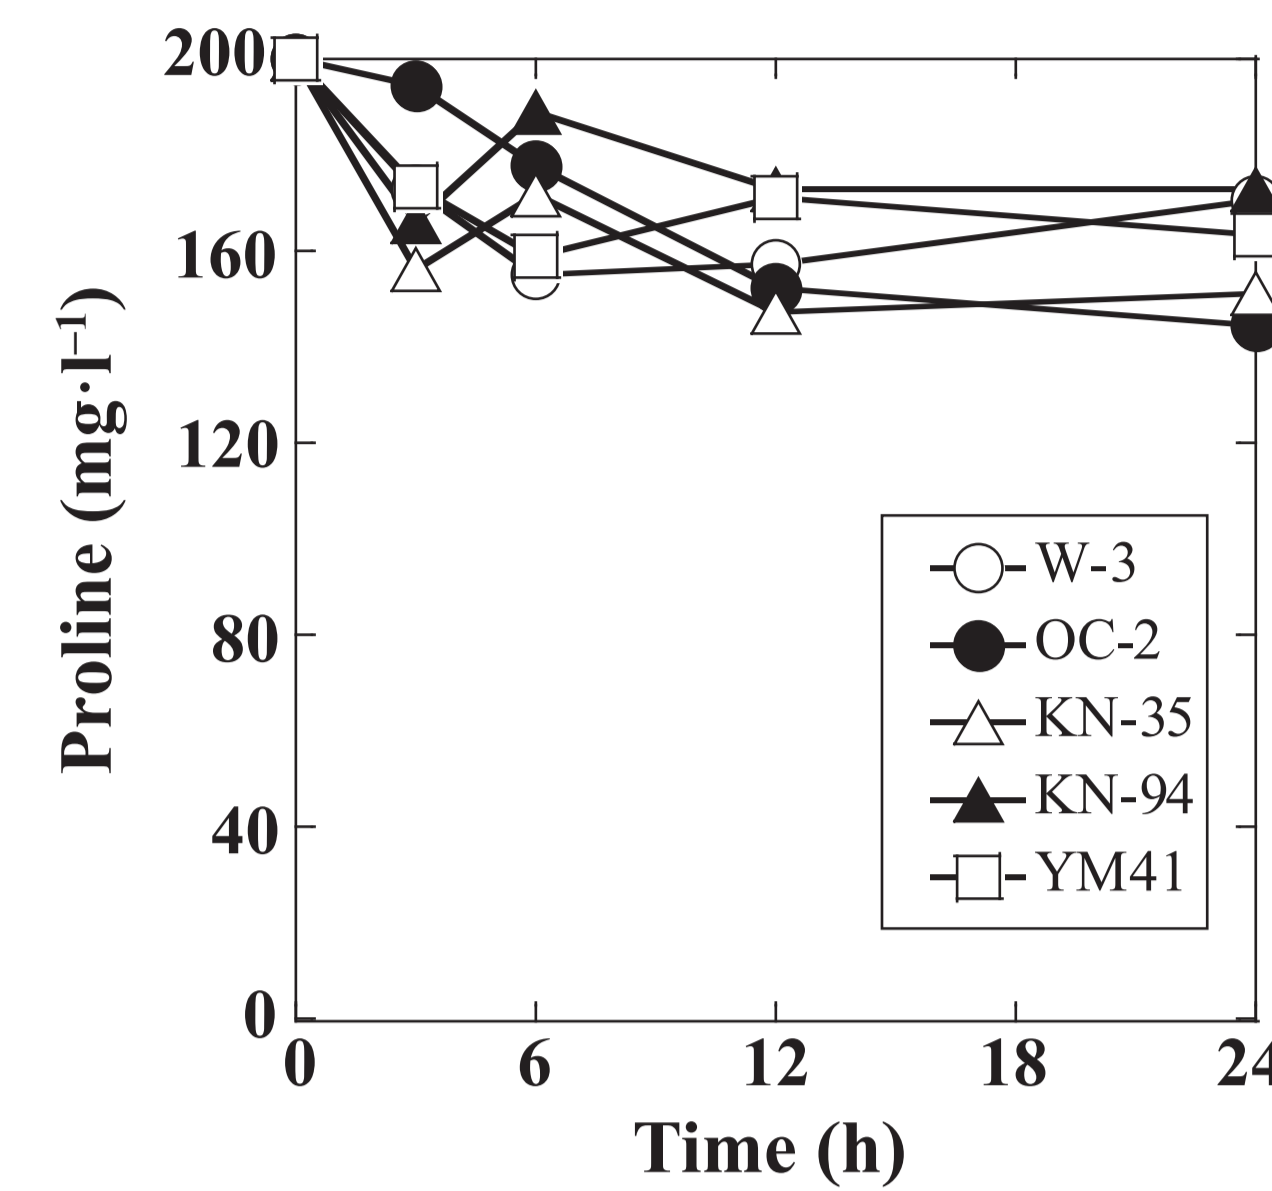 200
160
120
80
40
0
Proline (mg·l⁻¹)
W-3
OC-2
KN-35
KN-94
YM41
0 6 12 18 24
Time (h)